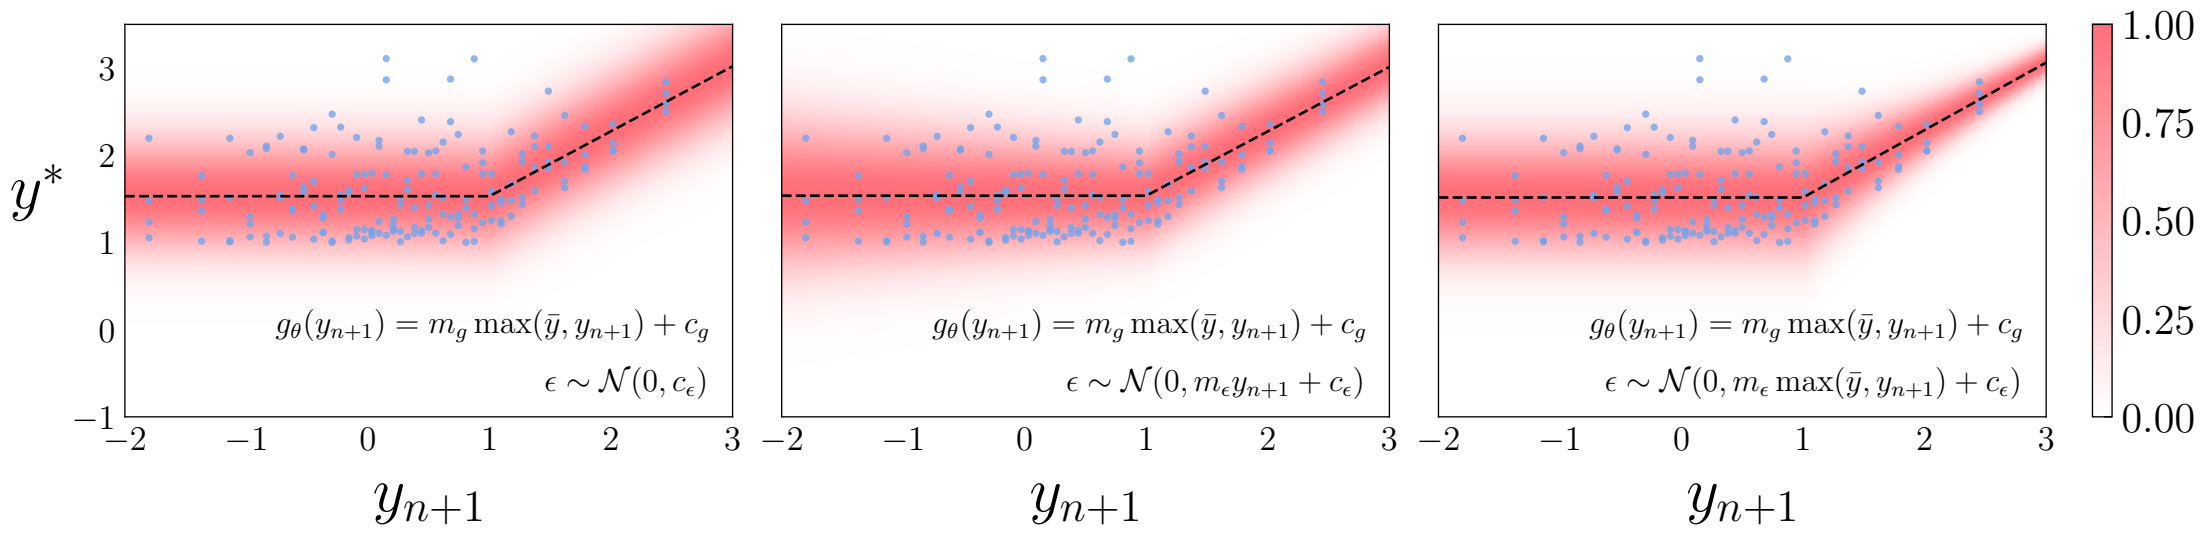 y*
3
2
1
0
−1
−2 −1 0 1 2 3
y_{n+1}
g_θ(y_{n+1}) = m_g max(ȳ, y_{n+1}) + c_g
ϵ ∼ 𝒩(0, c_ϵ)
−2 −1 0 1 2 3
y_{n+1}
g_θ(y_{n+1}) = m_g max(ȳ, y_{n+1}) + c_g
ϵ ∼ 𝒩(0, m_ϵ y_{n+1} + c_ϵ)
−2 −1 0 1 2 3
y_{n+1}
g_θ(y_{n+1}) = m_g max(ȳ, y_{n+1}) + c_g
ϵ ∼ 𝒩(0, m_ϵ max(ȳ, y_{n+1}) + c_ϵ)
1.00
0.75
0.50
0.25
0.00